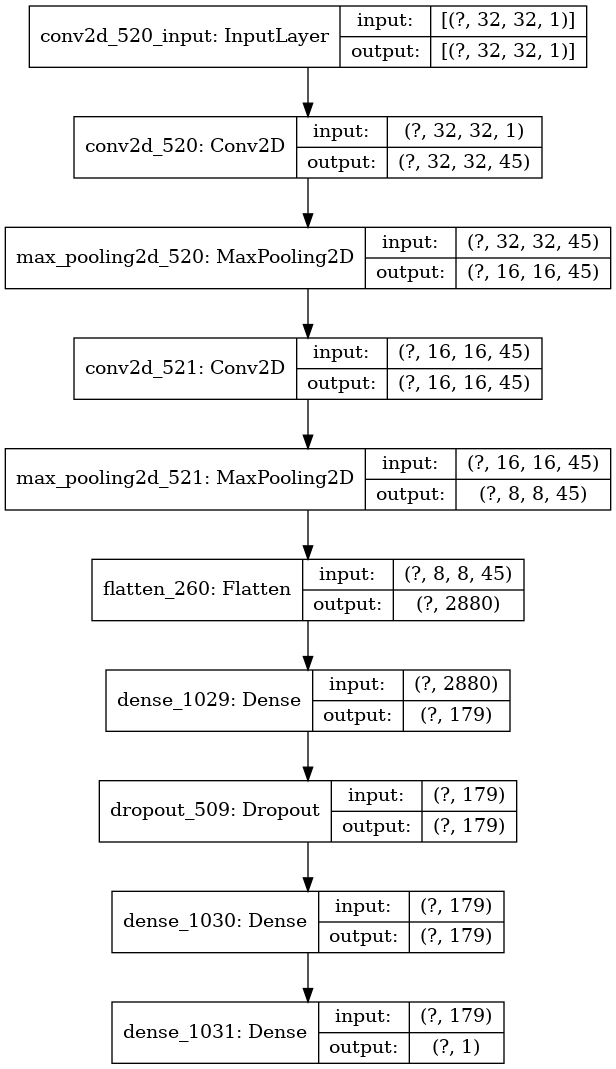 conv2d_520_input: InputLayer
input: [(?, 32, 32, 1)]
output: [(?, 32, 32, 1)]
conv2d_520: Conv2D
input: (?, 32, 32, 1)
output: (?, 32, 32, 45)
max_pooling2d_520: MaxPooling2D
input: (?, 32, 32, 45)
output: (?, 16, 16, 45)
conv2d_521: Conv2D
input: (?, 16, 16, 45)
output: (?, 16, 16, 45)
max_pooling2d_521: MaxPooling2D
input: (?, 16, 16, 45)
output: (?, 8, 8, 45)
flatten_260: Flatten
input: (?, 8, 8, 45)
output: (?, 2880)
dense_1029: Dense
input: (?, 2880)
output: (?, 179)
dropout_509: Dropout
input: (?, 179)
output: (?, 179)
dense_1030: Dense
input: (?, 179)
output: (?, 179)
dense_1031: Dense
input: (?, 179)
output: (?, 1)